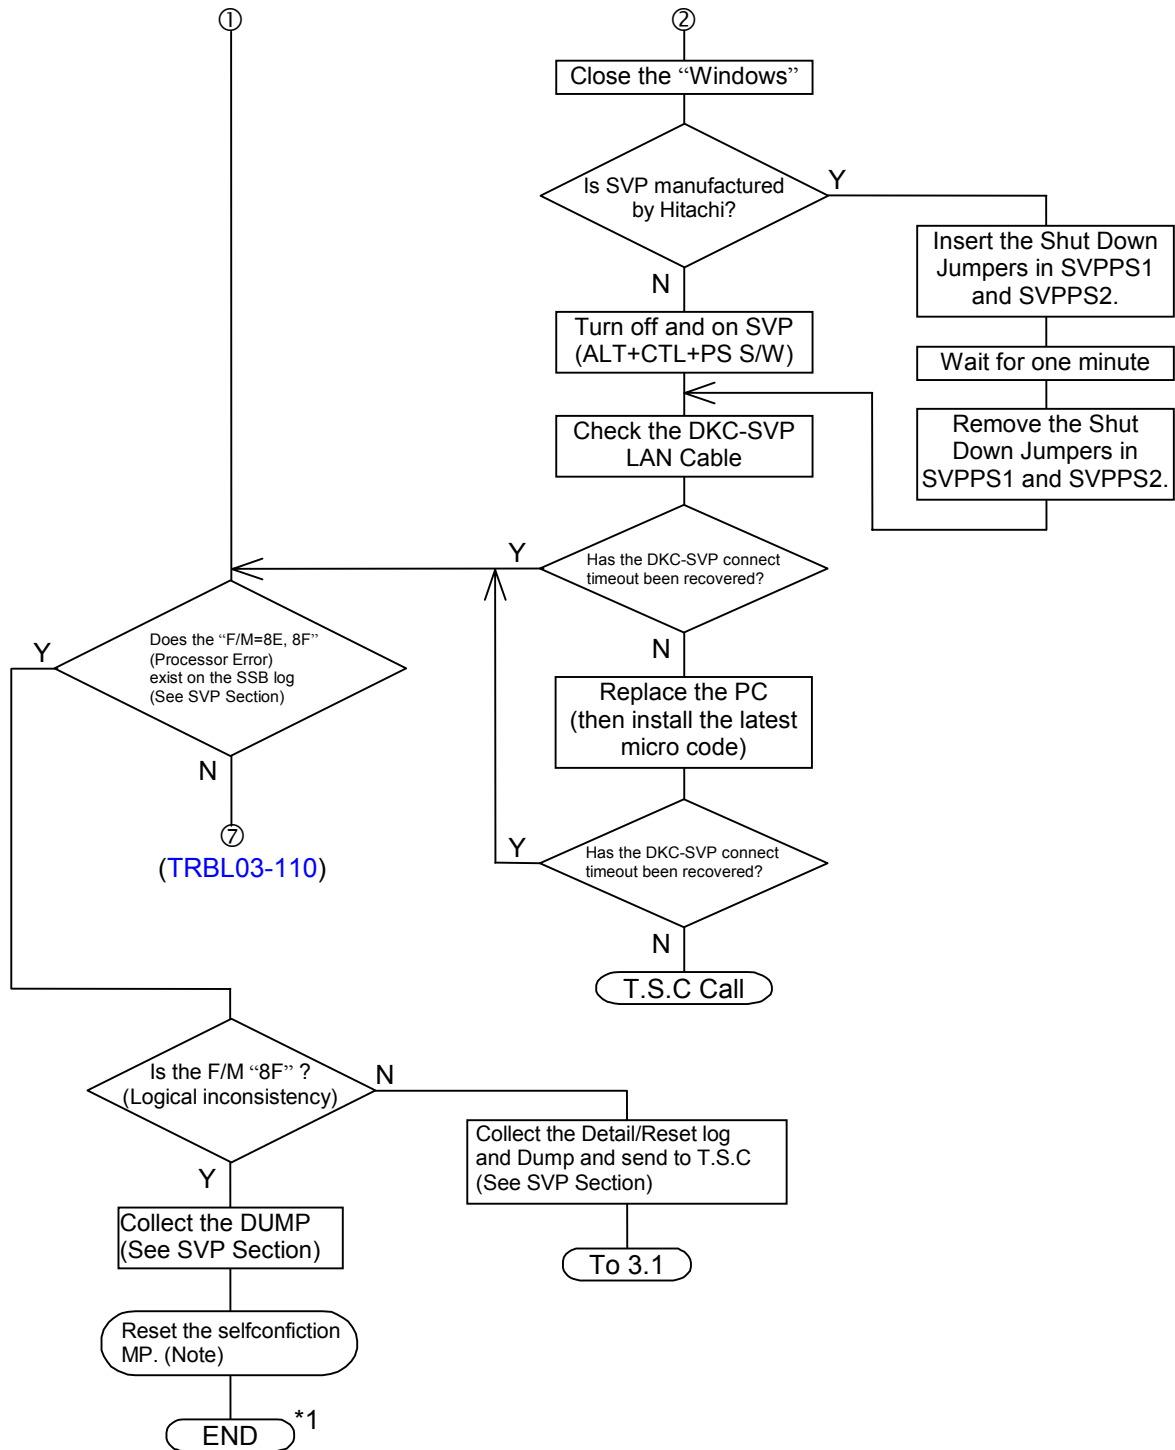 ①
②
Close the “Windows”
Is SVP manufactured
by Hitachi?
Y
N
Insert the Shut Down
Jumpers in SVPPS1
and SVPPS2.
Wait for one minute
Remove the Shut
Down Jumpers in
SVPPS1 and SVPPS2.
Turn off and on SVP
(ALT+CTL+PS S/W)
Check the DKC-SVP
LAN Cable
Has the DKC-SVP connect
timeout been recovered?
Y
N
Replace the PC
(then install the latest
micro code)
Has the DKC-SVP connect
timeout been recovered?
Y
N
T.S.C Call
Does the “F/M=8E, 8F”
(Processor Error)
exist on the SSB log
(See SVP Section)
Y
N
⑦
(TRBL03-110)
Is the F/M “8F” ?
(Logical inconsistency)
N
Y
Collect the Detail/Reset log
and Dump and send to T.S.C
(See SVP Section)
To 3.1
Collect the DUMP
(See SVP Section)
Reset the selfconfiction
MP. (Note)
END *1